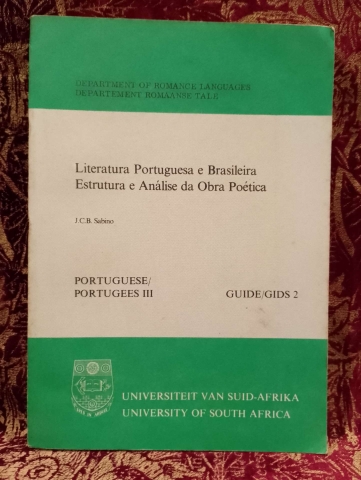 DEPARTMENT OF ROMANCE LANGUAGES
DEPARTEMENT ROMAANSE TALE
Literatura Portuguesa e Brasileira
Estrutura e Análise da Obra Poética
J.C.B. Sabino
PORTUGUESE/
PORTUGEES III GUIDE/GIDS 2
UNIVERSITEIT VAN SUID-AFRIKA
UNIVERSITY OF SOUTH AFRICA